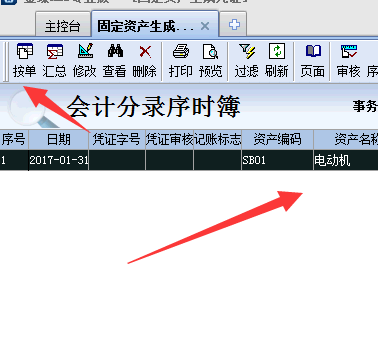 主控台 固定资产生成...
按单 汇总 修改 查看 删除 打印 预览 过滤 刷新 页面 审核
会计分录序时簿 事务
序号 日期 凭证字号 凭证审核 记账标志 资产编码 资产名称
1 2017-01-31 SB01 电动机